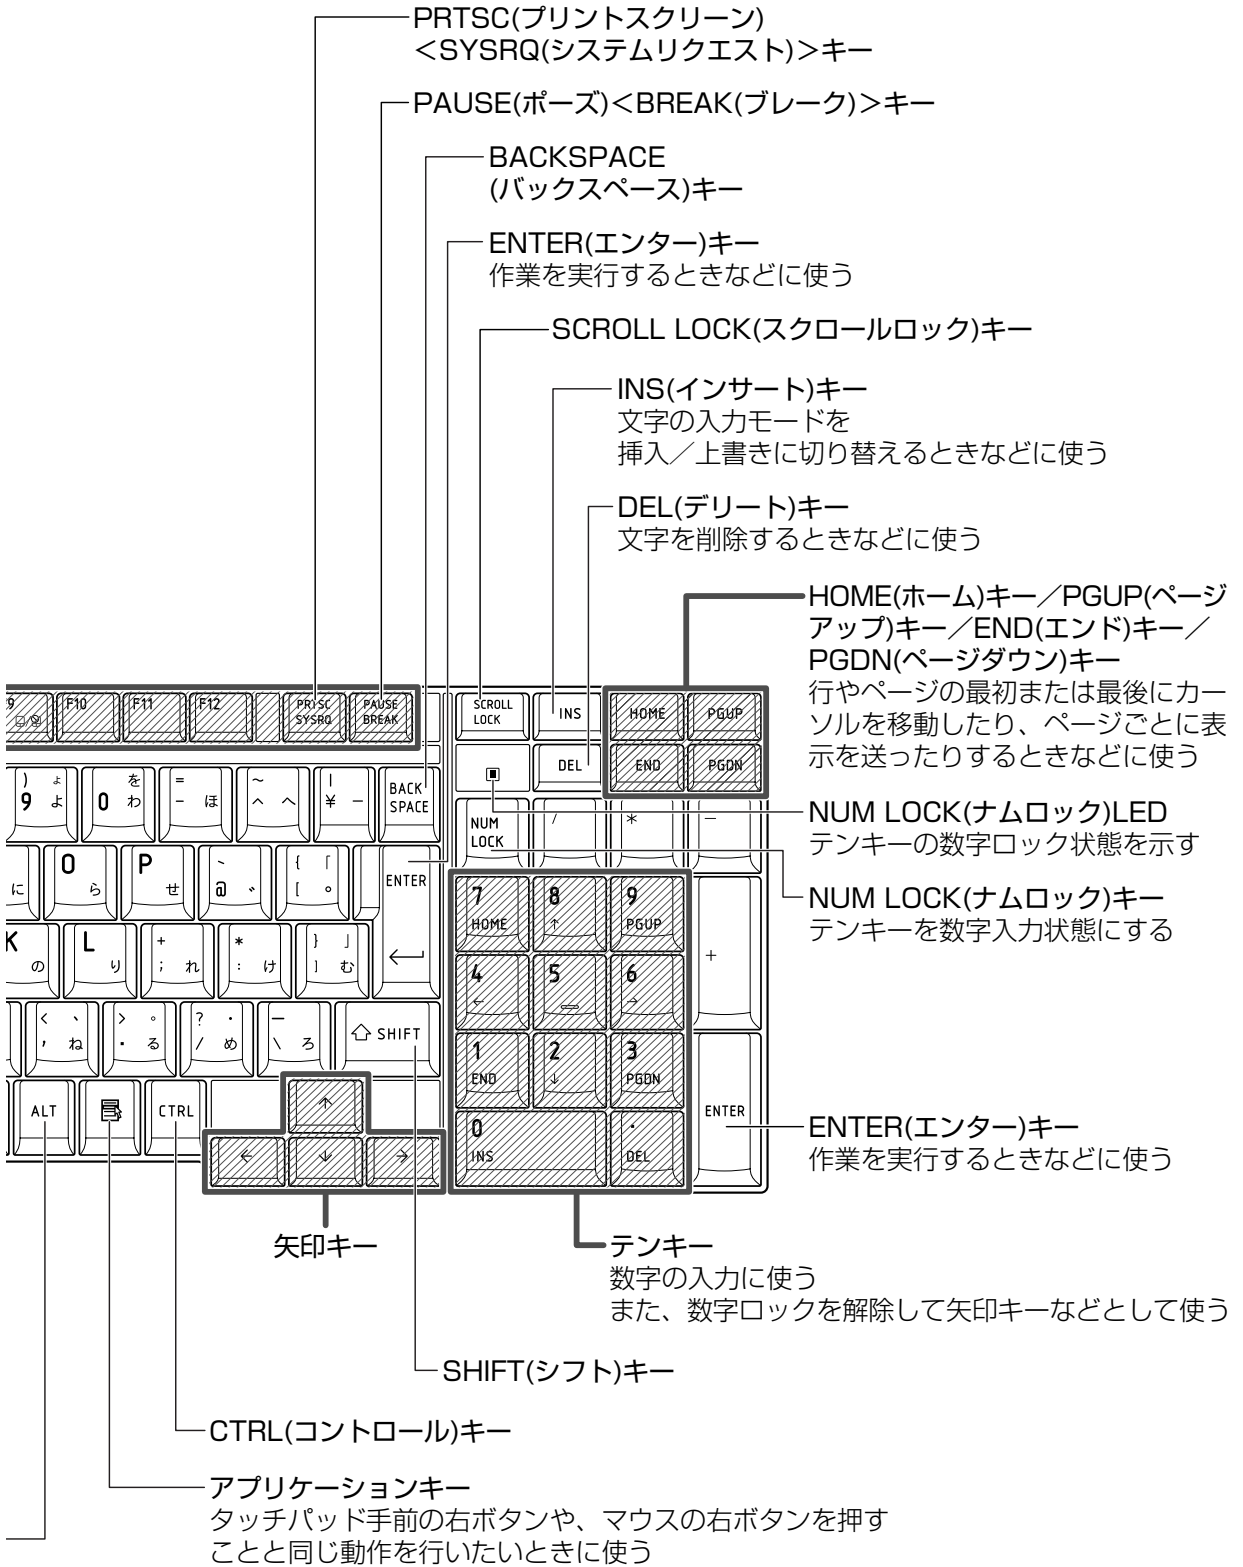 PRTSC(プリントスクリーン)
<SYSRQ(システムリクエスト)>キー
PAUSE(ポーズ)<BREAK(ブレーク)>キー
BACKSPACE
(バックスペース)キー
ENTER(エンター)キー
作業を実行するときなどに使う
SCROLL LOCK(スクロールロック)キー
INS(インサート)キー
文字の入力モードを
挿入/上書きに切り替えるときなどに使う
DEL(デリート)キー
文字を削除するときなどに使う
HOME(ホーム)キー/PGUP(ページ
アップ)キー/END(エンド)キー/
PGDN(ページダウン)キー
行やページの最初または最後にカー
ソルを移動したり、ページごとに表
示を送ったりするときなどに使う
NUM LOCK(ナムロック)LED
テンキーの数字ロック状態を示す
NUM LOCK(ナムロック)キー
テンキーを数字入力状態にする
ENTER(エンター)キー
作業を実行するときなどに使う
9 F10 F11 F12 PRTSC PAUSE
SYSRQ BREAK
SCROLL
LOCK
INS HOME PGUP
DEL END PGDN
) ょ を = ~ |
9 よ 0 わ - ほ ^ へ ¥ ー
BACK
SPACE
NUM
LOCK
/ * -
に O ら P せ ` @ ゛ { 「 [ ゜
ENTER
7 8 9
HOME ↑ PGUP
K の L り + ; れ * : け } 」 ] む ←
4 5 6 +
← →
< 、 , ね > 。 . る ? ・ / め _ \ ろ
⇧ SHIFT
1 2 3
END ↓ PGDN
ALT CTRL ↑
← ↓ →
0 .
INS DEL
ENTER
矢印キー
テンキー
数字の入力に使う
また、数字ロックを解除して矢印キーなどとして使う
SHIFT(シフト)キー
CTRL(コントロール)キー
アプリケーションキー
タッチパッド手前の右ボタンや、マウスの右ボタンを押す
ことと同じ動作を行いたいときに使う